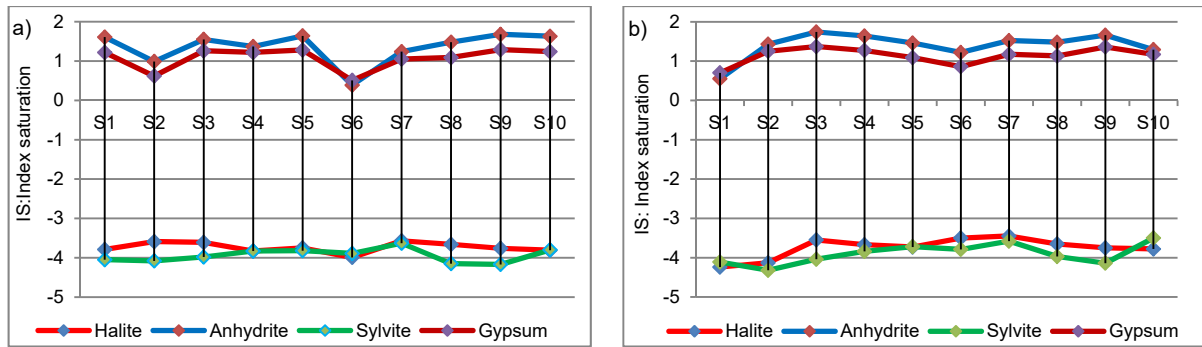 a)
IS:Index saturation
2
1
0
-1
-2
-3
-4
-5
S1 S2 S3 S4 S5 S6 S7 S8 S9 S10
Halite Anhydrite Sylvite Gypsum
b)
IS: Index saturation
2
1
0
-1
-2
-3
-4
-5
S1 S2 S3 S4 S5 S6 S7 S8 S9 S10
Halite Anhydrite Sylvite Gypsum